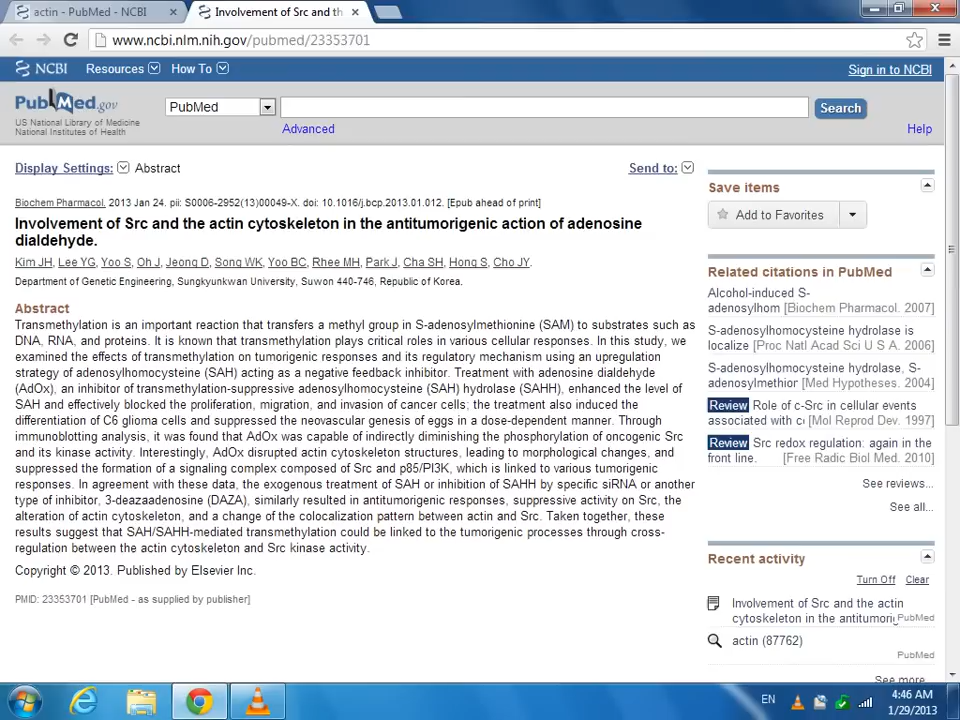 actin - PubMed - NCBI
Involvement of Src and th
www.ncbi.nlm.nih.gov/pubmed/23353701
NCBI Resources How To Sign in to NCBI
PubMed.gov
US National Library of Medicine
National Institutes of Health
PubMed
Search
Advanced
Help
Display Settings: Abstract
Send to:
Biochem Pharmacol. 2013 Jan 24. pii: S0006-2952(13)00049-X. doi: 10.1016/j.bcp.2013.01.012. [Epub ahead of print]
Involvement of Src and the actin cytoskeleton in the antitumorigenic action of adenosine
dialdehyde.
Kim JH, Lee YG, Yoo S, Oh J, Jeong D, Song WK, Yoo BC, Rhee MH, Park J, Cha SH, Hong S, Cho JY.
Department of Genetic Engineering, Sungkyunkwan University, Suwon 440-746, Republic of Korea.
Abstract
Transmethylation is an important reaction that transfers a methyl group in S-adenosylmethionine (SAM) to substrates such as
DNA, RNA, and proteins. It is known that transmethylation plays critical roles in various cellular responses. In this study, we
examined the effects of transmethylation on tumorigenic responses and its regulatory mechanism using an upregulation
strategy of adenosylhomocysteine (SAH) acting as a negative feedback inhibitor. Treatment with adenosine dialdehyde
(AdOx), an inhibitor of transmethylation-suppressive adenosylhomocysteine (SAH) hydrolase (SAHH), enhanced the level of
SAH and effectively blocked the proliferation, migration, and invasion of cancer cells; the treatment also induced the
differentiation of C6 glioma cells and suppressed the neovascular genesis of eggs in a dose-dependent manner. Through
immunoblotting analysis, it was found that AdOx was capable of indirectly diminishing the phosphorylation of oncogenic Src
and its kinase activity. Interestingly, AdOx disrupted actin cytoskeleton structures, leading to morphological changes, and
suppressed the formation of a signaling complex composed of Src and p85/PI3K, which is linked to various tumorigenic
responses. In agreement with these data, the exogenous treatment of SAH or inhibition of SAHH by specific siRNA or another
type of inhibitor, 3-deazaadenosine (DAZA), similarly resulted in antitumorigenic responses, suppressive activity on Src, the
alteration of actin cytoskeleton, and a change of the colocalization pattern between actin and Src. Taken together, these
results suggest that SAH/SAHH-mediated transmethylation could be linked to the tumorigenic processes through cross-
regulation between the actin cytoskeleton and Src kinase activity.
Copyright © 2013. Published by Elsevier Inc.
PMID: 23353701 [PubMed - as supplied by publisher]
Save items
Add to Favorites
Related citations in PubMed
Alcohol-induced S-
adenosylhom [Biochem Pharmacol. 2007]
S-adenosylhomocysteine hydrolase is
localize [Proc Natl Acad Sci U S A. 2006]
S-adenosylhomocysteine hydrolase, S-
adenosylmethior [Med Hypotheses. 2004]
Review Role of c-Src in cellular events
associated with ci [Mol Reprod Dev. 1997]
Review Src redox regulation: again in the
front line. [Free Radic Biol Med. 2010]
See reviews...
See all...
Recent activity
Turn Off Clear
Involvement of Src and the actin
cytoskeleton in the antitumorig PubMed
actin (87762)
PubMed
See more
EN
4:46 AM
1/29/2013